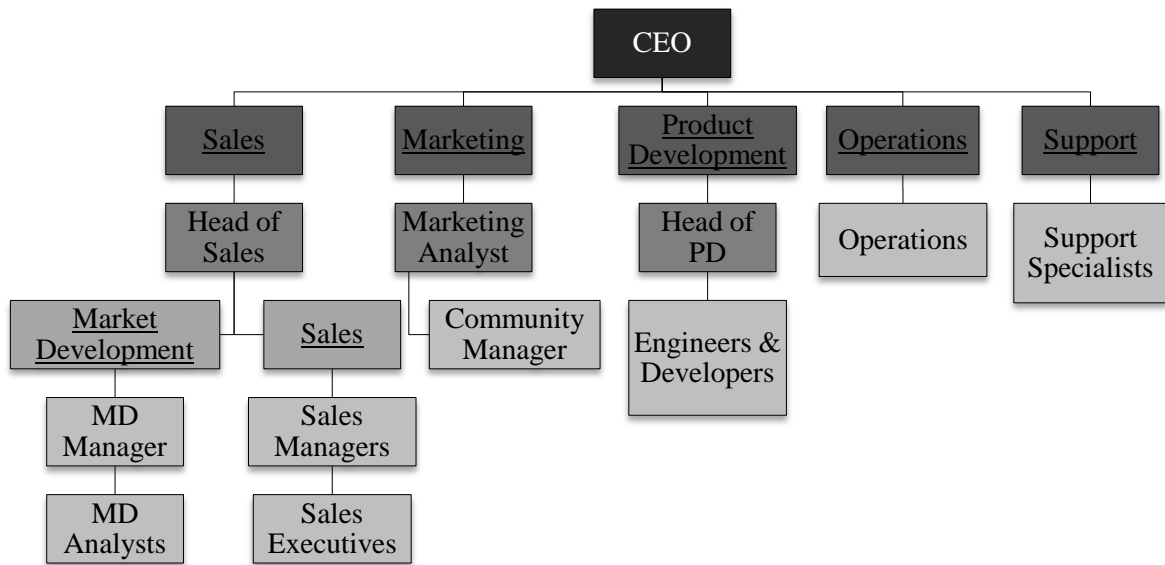 CEO
Sales
Marketing
Product
Development
Operations
Support
Head of
Sales
Marketing
Analyst
Head of
PD
Operations
Support
Specialists
Market
Development
Sales
Community
Manager
Engineers &
Developers
MD
Manager
Sales
Managers
MD
Analysts
Sales
Executives